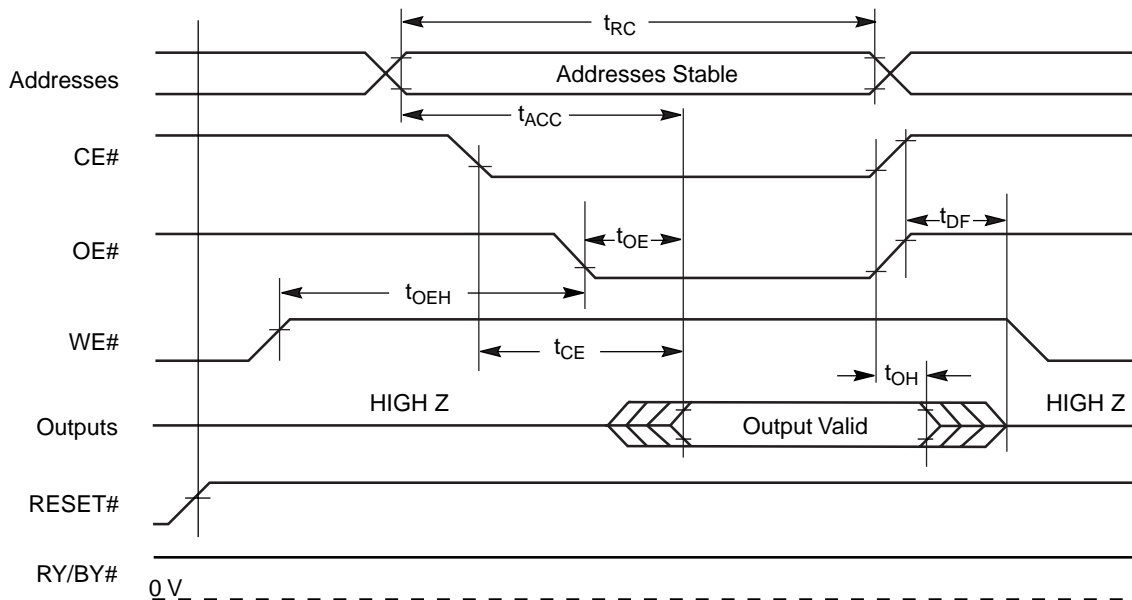 tRC
Addresses
Addresses Stable
tACC
CE#
tDF
OE#
tOE
tOEH
WE#
tCE
tOH
HIGH Z
HIGH Z
Outputs
Output Valid
RESET#
RY/BY#
0 V